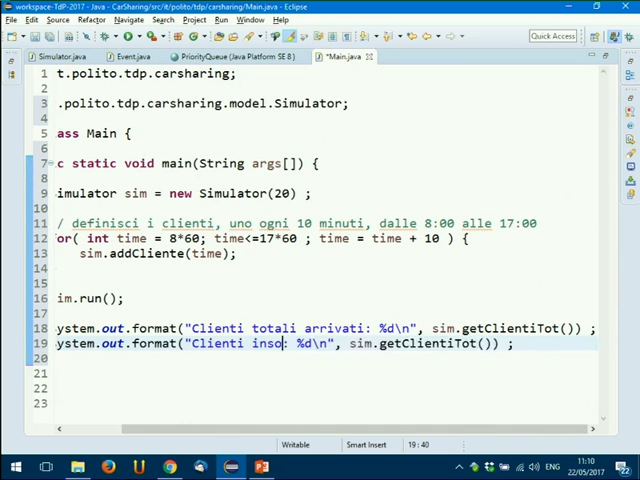 workspace-TdP-2017 - Java - CarSharing/src/it/polito/tdp/carsharing/Main.java - Eclipse
File Edit Source Refactor Navigate Search Project Run Window Help
Quick Access
Simulator.java Event.java PriorityQueue (Java Platform SE 8 ) *Main.java
1 t.polito.tdp.carsharing;
2
3 .polito.tdp.carsharing.model.Simulator;
4
5 ass Main {
6
7 c static void main(String args[]) {
8
9 imulator sim = new Simulator(20) ;
10
11 / definisci i clienti, uno ogni 10 minuti, dalle 8:00 alle 17:00
12 or( int time = 8*60; time<=17*60 ; time = time + 10 ) {
13 sim.addCliente(time);
14
15
16 im.run();
17
18 ystem.out.format("Clienti totali arrivati: %d\n", sim.getClientiTot()) ;
19 ystem.out.format("Clienti inso: %d\n", sim.getClientiTot()) ;
20
22
23
Writable Smart Insert 19 : 40
ENG 11:10
22/05/2017 22